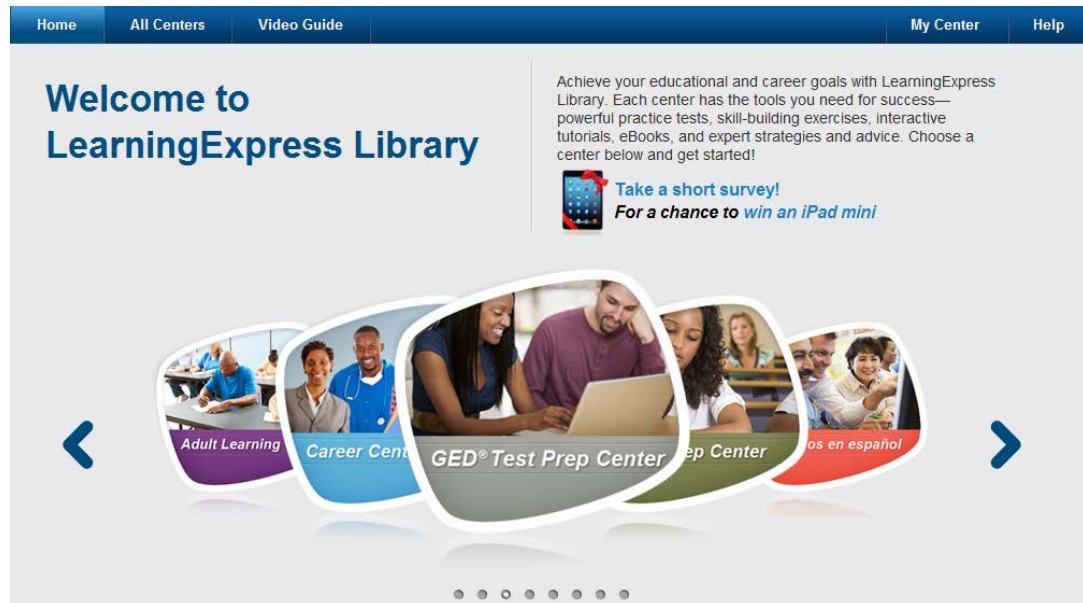 Home
All Centers
Video Guide
My Center
Help
Welcome to
LearningExpress Library
Achieve your educational and career goals with LearningExpress
Library. Each center has the tools you need for success—
powerful practice tests, skill-building exercises, interactive
tutorials, eBooks, and expert strategies and advice. Choose a
center below and get started!
Take a short survey!
For a chance to win an iPad mini
Adult Learning
Career Cent
GED® Test Prep Center
ep Center
os en español